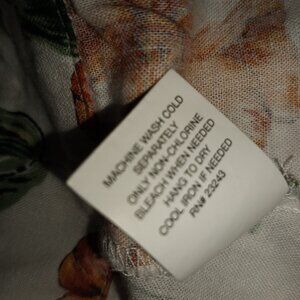 MACHINE WASH COLD
SEPARATELY
ONLY NON-CHLORINE
BLEACH WHEN NEEDED
HANG TO DRY
COOL IRON IF NEEDED
RN# 23243